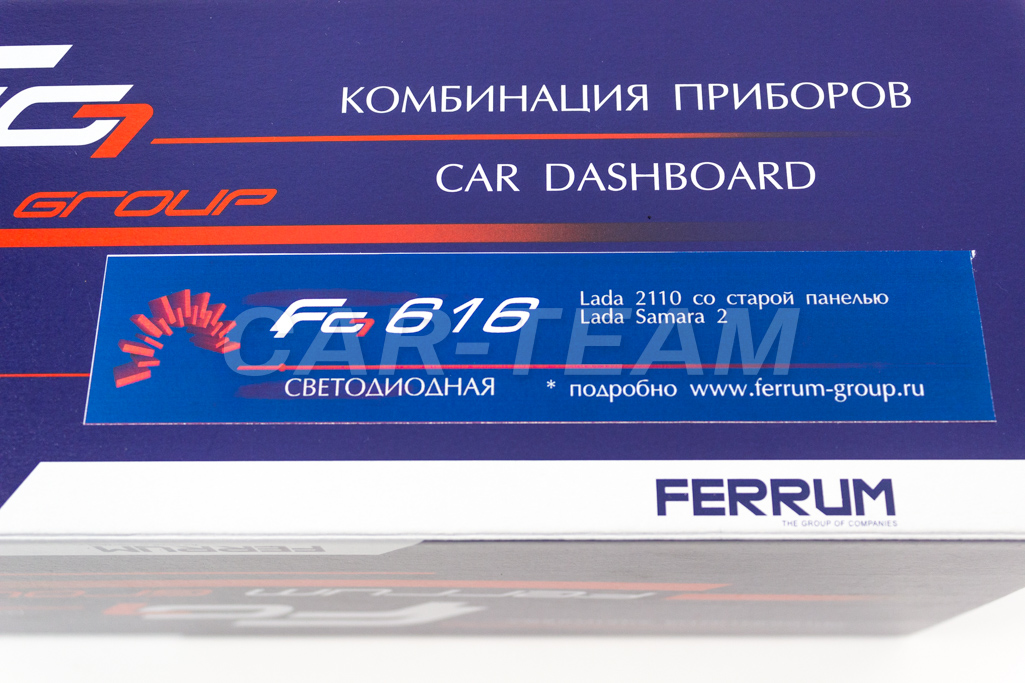 КОМБИНАЦИЯ ПРИБОРОВ
CAR DASHBOARD
GROUP
FG 616
Lada 2110 со старой панелью
Lada Samara 2
CAR-TEAM
СВЕТОДИОДНАЯ
* подробно www.ferrum-group.ru
FERRUM
THE GROUP OF COMPANIES